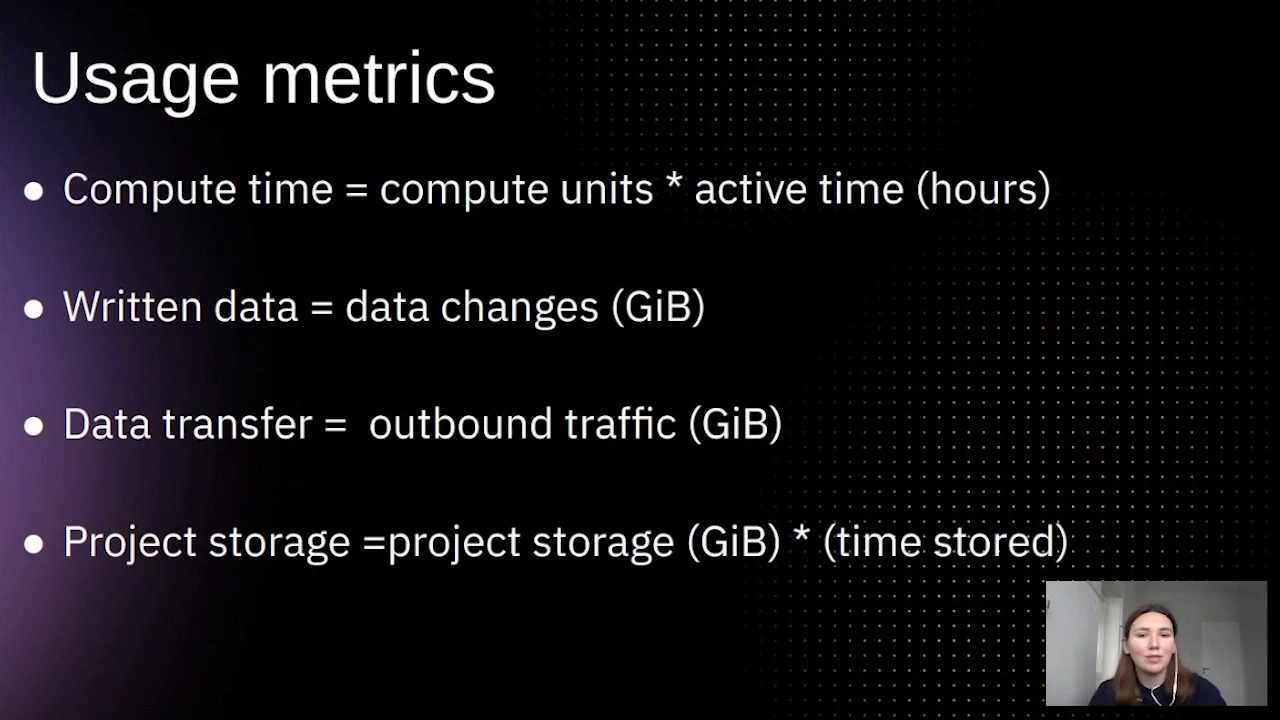 Usage metrics
● Compute time = compute units * active time (hours)
● Written data = data changes (GiB)
● Data transfer =  outbound traffic (GiB)
● Project storage =project storage (GiB) * (time stored)